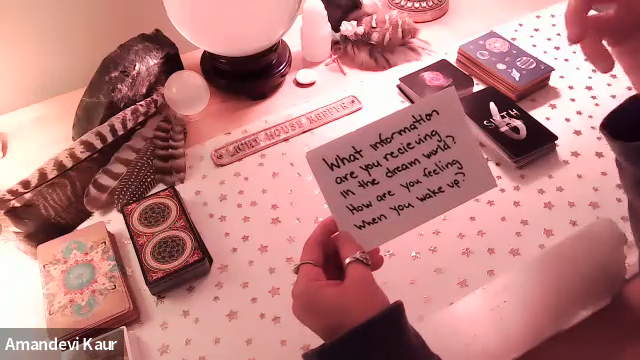 LIGHT HOUSE KEEPER
What information
are you recieving
in the dream world?
How are you feeling
when you wake up?
Amandevi Kaur